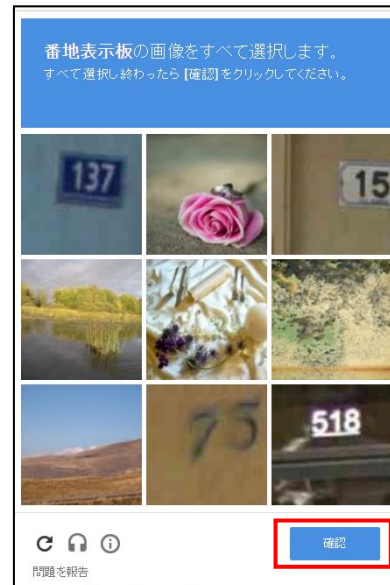 番地表示板の画像をすべて選択します。
すべて選択し終わったら [確認] をクリックしてください。
137
15
75
518
確認
問題を報告